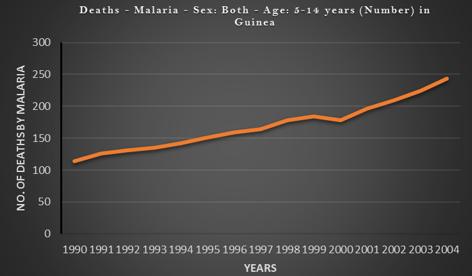 Deaths - Malaria - Sex: Both - Age: 5-14 years (Number) in
Guinea
300
250
200
150
100
50
0
NO. OF DEATHS BY MALARIA
1990 1991 1992 1993 1994 1995 1996 1997 1998 1999 2000 2001 2002 2003 2004
YEARS